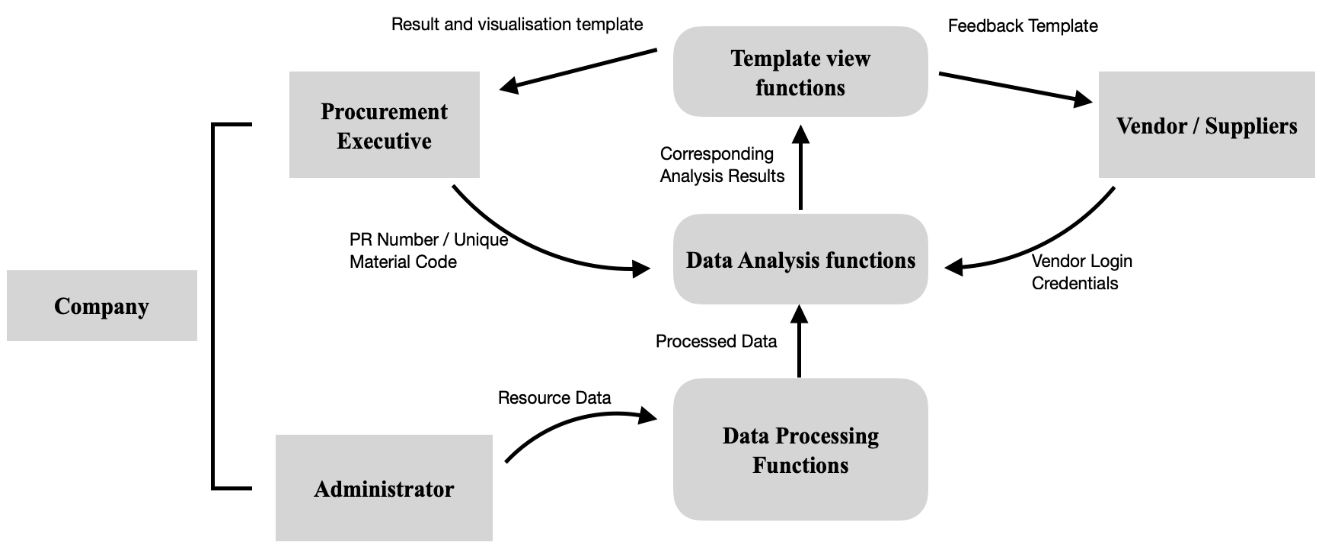 Result and visualisation template
Feedback Template
Template view
functions
Procurement
Executive
Vendor / Suppliers
Corresponding
Analysis Results
PR Number / Unique
Material Code
Data Analysis functions
Vendor Login
Credentials
Company
Processed Data
Resource Data
Data Processing
Functions
Administrator